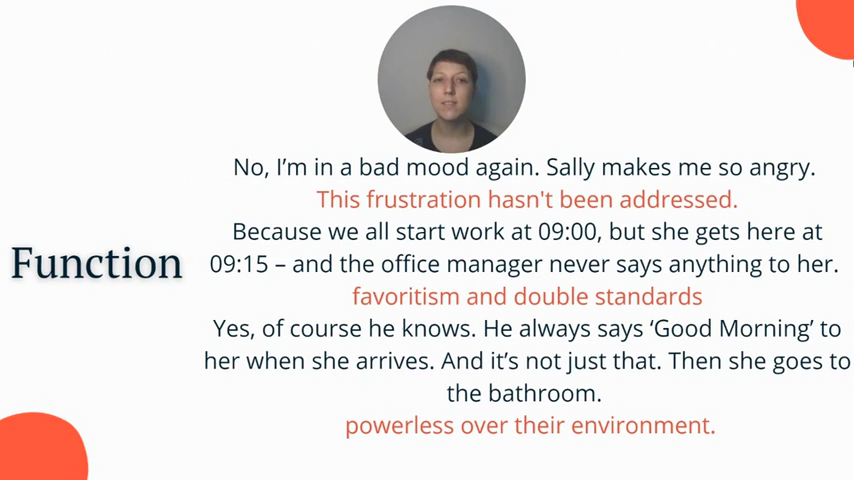 No, I’m in a bad mood again. Sally makes me so angry.
This frustration hasn't been addressed.
Because we all start work at 09:00, but she gets here at
09:15 – and the office manager never says anything to her.
favoritism and double standards
Yes, of course he knows. He always says ‘Good Morning’ to
her when she arrives. And it’s not just that. Then she goes to
the bathroom.
powerless over their environment.
Function